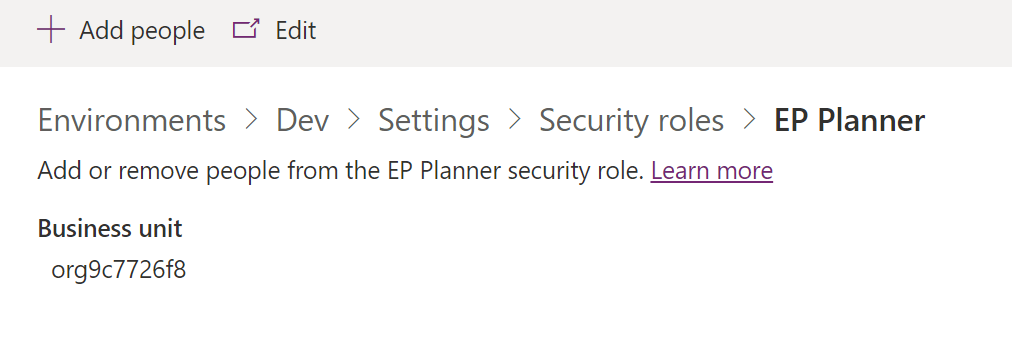 Add people Edit
Environments > Dev > Settings > Security roles > EP Planner
Add or remove people from the EP Planner security role. Learn more
Business unit
org9c7726f8